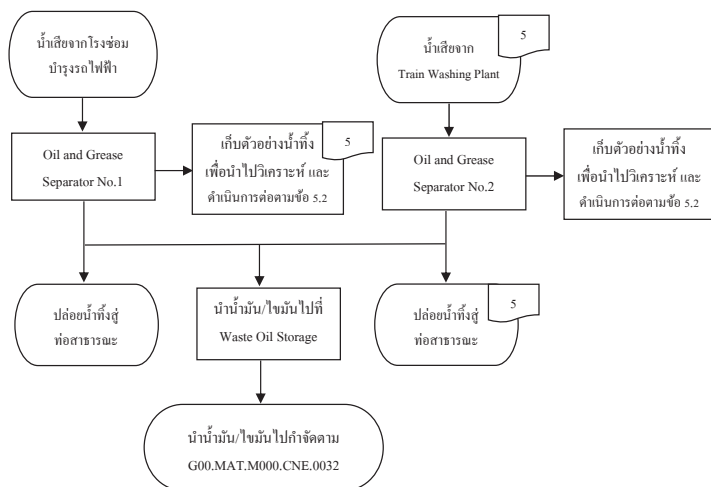 น้ำเสียจากโรงซ่อม
บำรุงรถไฟฟ้า
น้ำเสียจาก
Train Washing Plant
5
Oil and Grease
Separator No.1
เก็บตัวอย่างน้ำทิ้ง
เพื่อนำไปวิเคราะห์ และ
ดำเนินการต่อตามข้อ 5.2
5
Oil and Grease
Separator No.2
เก็บตัวอย่างน้ำทิ้ง
เพื่อนำไปวิเคราะห์ และ
ดำเนินการต่อตามข้อ 5.2
ปล่อยน้ำทิ้งสู่
ท่อสาธารณะ
นำน้ำมัน/ไขมันไปที่
Waste Oil Storage
ปล่อยน้ำทิ้งสู่
ท่อสาธารณะ
5
นำน้ำมัน/ไขมันไปกำจัดตาม
G00.MAT.M000.CNE.0032